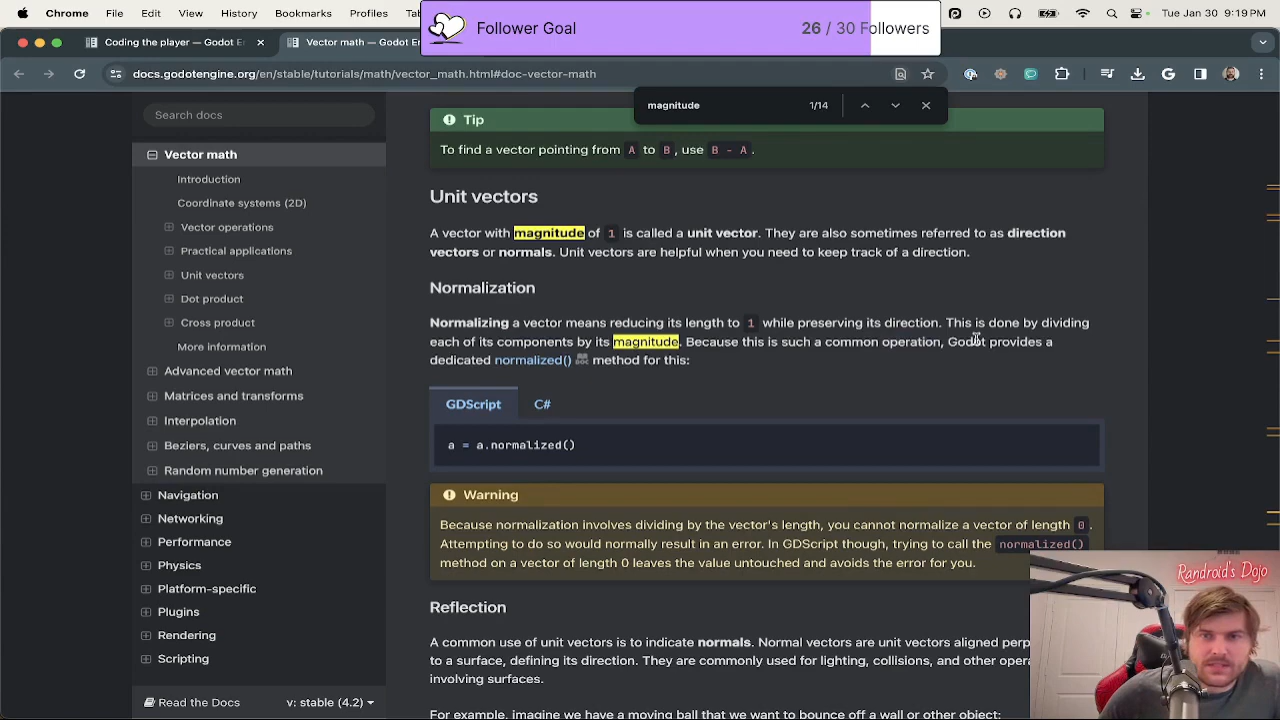 Chrome
File
Edit
View
History
Bookmarks
Profiles
Follower Goal
26 / 30 Followers
Tue Jan 30 9:19 PM
Coding the player — Godot En
Vector math — Godot En
docs.godotengine.org/en/stable/tutorials/math/vector_math.html#doc-vector-math
magnitude
1/14
Search docs
Vector math
Introduction
Coordinate systems (2D)
Vector operations
Practical applications
Unit vectors
Dot product
Cross product
More information
Advanced vector math
Matrices and transforms
Interpolation
Beziers, curves and paths
Random number generation
Navigation
Networking
Performance
Physics
Platform-specific
Plugins
Rendering
Scripting
Read the Docs
v: stable (4.2)
Tip
To find a vector pointing from A to B, use B - A.
Unit vectors
A vector with magnitude of 1 is called a unit vector. They are also sometimes referred to as direction
vectors or normals. Unit vectors are helpful when you need to keep track of a direction.
Normalization
Normalizing a vector means reducing its length to 1 while preserving its direction. This is done by dividing
each of its components by its magnitude. Because this is such a common operation, Godot provides a
dedicated normalized() method for this:
GDScript
C#
a = a.normalized()
Warning
Because normalization involves dividing by the vector's length, you cannot normalize a vector of length 0.
Attempting to do so would normally result in an error. In GDScript though, trying to call the normalized()
method on a vector of length 0 leaves the value untouched and avoids the error for you.
Reflection
A common use of unit vectors is to indicate normals. Normal vectors are unit vectors aligned perp
to a surface, defining its direction. They are commonly used for lighting, collisions, and other opera
involving surfaces.
For example, imagine we have a moving ball that we want to bounce off a wall or other object:
Randroid's Dojo